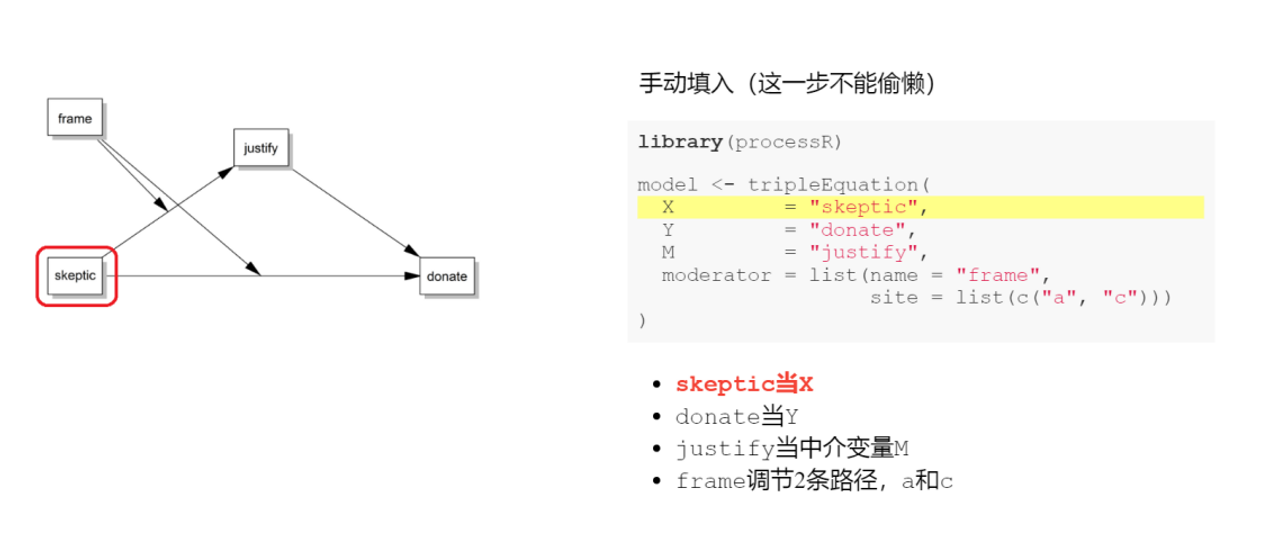 frame
justify
skeptic
donate
手动填入（这一步不能偷懒）
library(processR)
model <- tripleEquation(
X = "skeptic",
Y = "donate",
M = "justify",
moderator = list(name = "frame",
site = list(c("a", "c")))
)
• skeptic当X
• donate当Y
• justify当中介变量M
• frame调节2条路径，a和c